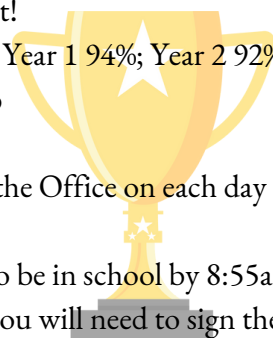 t!
Year 1 94%; Year 2 92%
the Office on each day
o be in school by 8:55a
ou will need to sign the